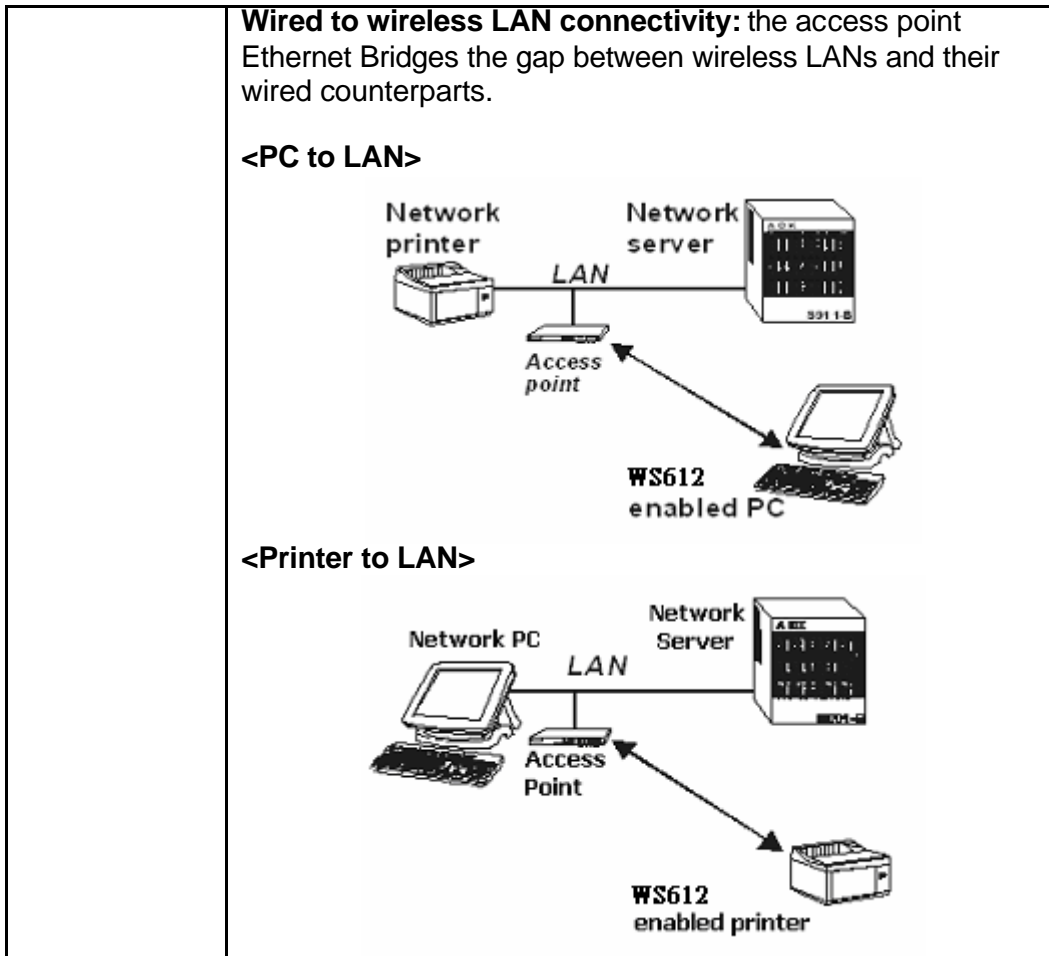 Wired to wireless LAN connectivity: the access point
Ethernet Bridges the gap between wireless LANs and their
wired counterparts.
<PC to LAN>
Network
printer
Network
server
LAN
Access
point
WS612
enabled PC
<Printer to LAN>
Network PC
Network
Server
LAN
Access
Point
WS612
enabled printer